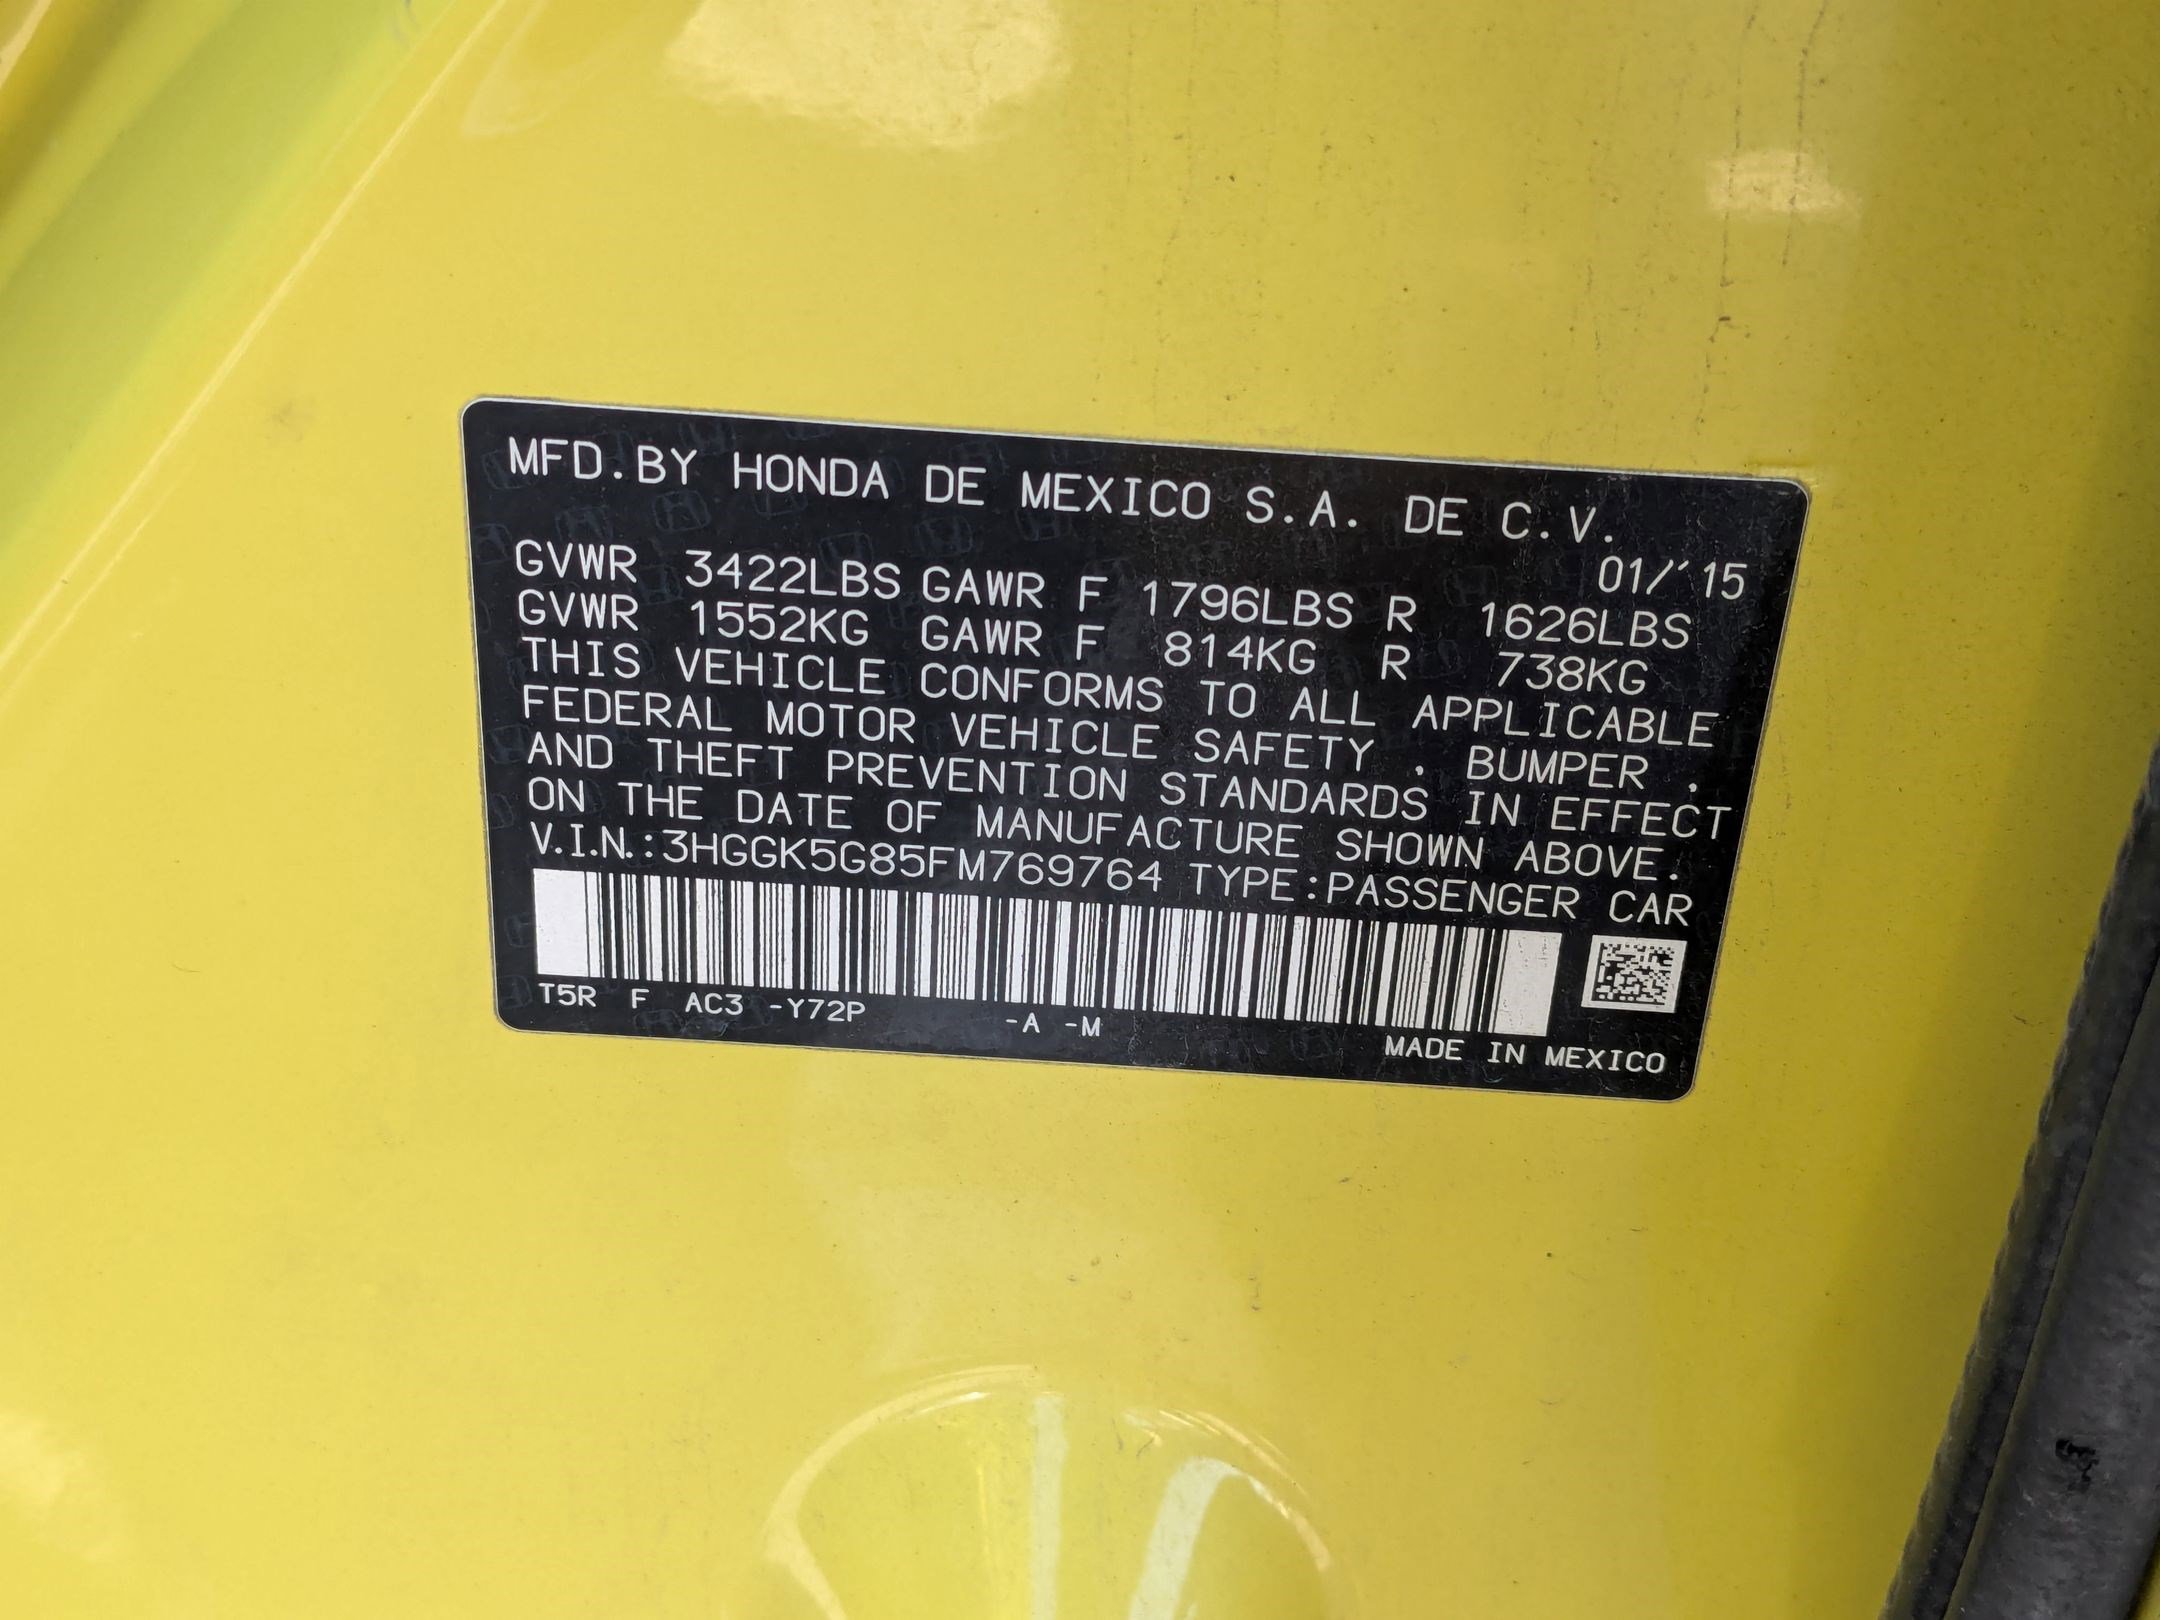 MFD.BY HONDA DE MEXICO S.A. DE C.V.
01/'15
GVWR 3422LBS GAWR F 1796LBS R 1626LBS
GVWR 1552KG GAWR F 814KG R 738KG
THIS VEHICLE CONFORMS TO ALL APPLICABLE
FEDERAL MOTOR VEHICLE SAFETY , BUMPER ,
AND THEFT PREVENTION STANDARDS IN EFFECT
ON THE DATE OF MANUFACTURE SHOWN ABOVE.
V.I.N.:3HGGK5G85FM769764 TYPE:PASSENGER CAR
T5R F AC3 -Y72P -A -M
MADE IN MEXICO